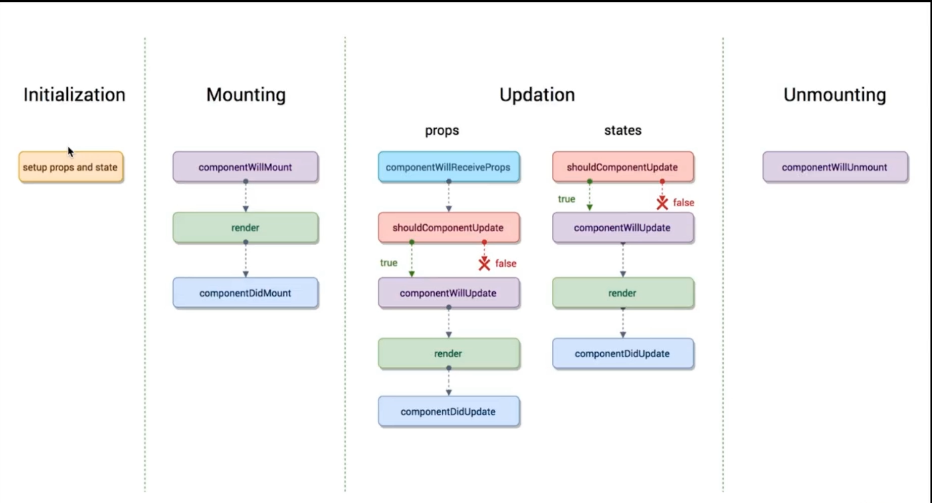 Initialization
setup props and state
Mounting
componentWillMount
render
componentDidMount
Updation
props
componentWillReceiveProps
shouldComponentUpdate
true
false
componentWillUpdate
render
componentDidUpdate
states
shouldComponentUpdate
true
false
componentWillUpdate
render
componentDidUpdate
Unmounting
componentWillUnmount